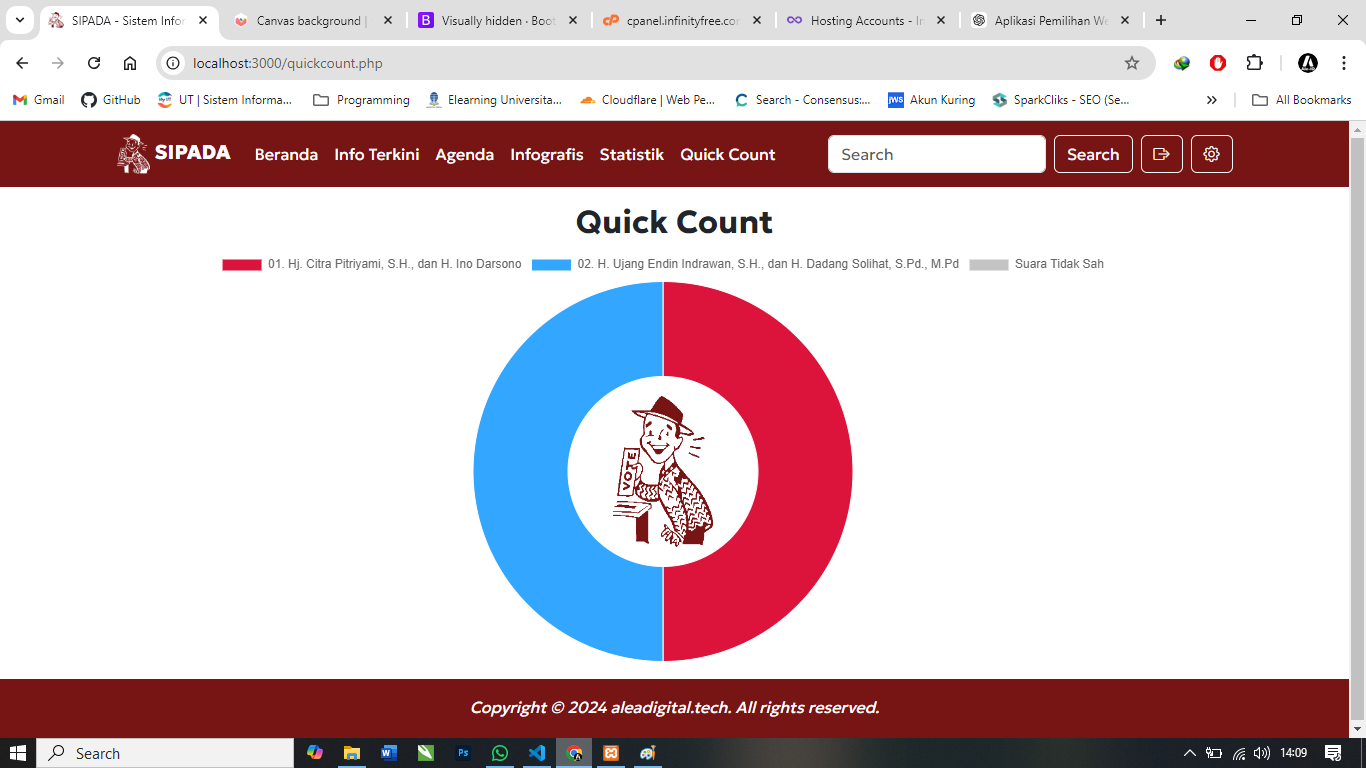 SIPADA - Sistem Infor
Canvas background |
Visually hidden · Boot
cpanel.infinityfree.co
Hosting Accounts - In
Aplikasi Pemilihan We
localhost:3000/quickcount.php
Gmail
GitHub
UT | Sistem Informa...
Programming
Elearning Universita...
Cloudflare | Web Pe...
Search - Consensus:...
JWS
Akun Kuring
SparkCliks - SEO (Se...
All Bookmarks
SIPADA
Beranda
Info Terkini
Agenda
Infografis
Statistik
Quick Count
Search
Search
Quick Count
01. Hj. Citra Pitriyami, S.H., dan H. Ino Darsono
02. H. Ujang Endin Indrawan, S.H., dan H. Dadang Solihat, S.Pd., M.Pd
Suara Tidak Sah
VOTE
Copyright © 2024 aleadigital.tech. All rights reserved.
Search
14:09